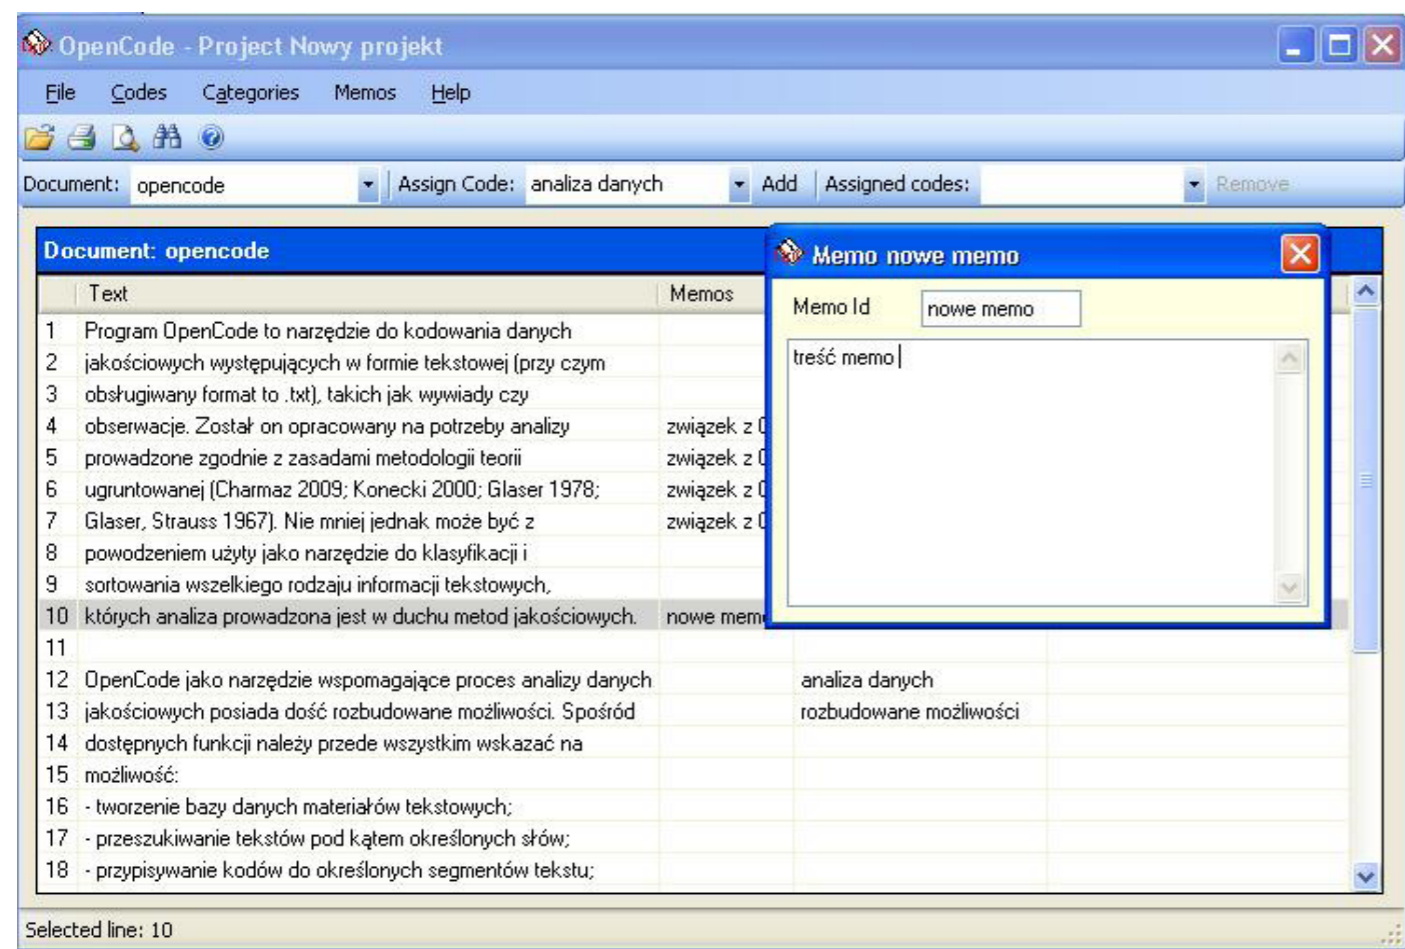 OpenCode - Project Nowy projekt
File Codes Categories Memos Help
Document: opencode Assign Code: analiza danych Add Assigned codes: Remove
Document: opencode
Text Memos
1 Program OpenCode to narzędzie do kodowania danych
2 jakościowych występujących w formie tekstowej (przy czym
3 obsługiwany format to .txt), takich jak wywiady czy
4 obserwacje. Został on opracowany na potrzeby analizy związek z
5 prowadzone zgodnie z zasadami metodologii teorii związek z
6 ugruntowanej (Charmaz 2009; Konecki 2000; Glaser 1978; związek z
7 Glaser, Strauss 1967). Nie mniej jednak może być z związek z
8 powodzeniem użyty jako narzędzie do klasyfikacji i
9 sortowania wszelkiego rodzaju informacji tekstowych,
10 których analiza prowadzona jest w duchu metod jakościowych. nowe memo
11
12 OpenCode jako narzędzie wspomagające proces analizy danych analiza danych
13 jakościowych posiada dość rozbudowane możliwości. Spośród rozbudowane możliwości
14 dostępnych funkcji należy przede wszystkim wskazać na
15 możliwość:
16 - tworzenie bazy danych materiałów tekstowych;
17 - przeszukiwanie tekstów pod kątem określonych słów;
18 - przypisywanie kodów do określonych segmentów tekstu;
Memo nowe memo
Memo Id nowe memo
treść memo
Selected line: 10